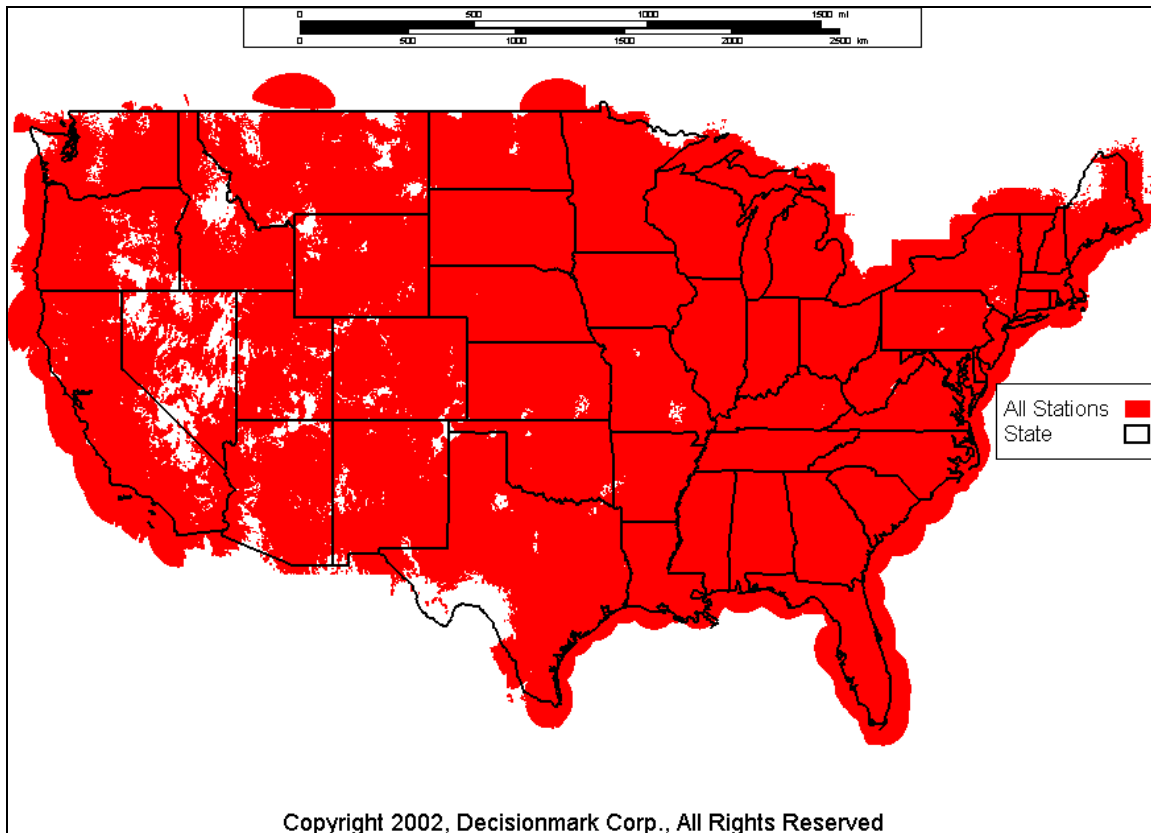 0 500 1000 1500 mi
0 500 1000 1500 2000 2500 km
All Stations
State
Copyright 2002, Decisionmark Corp., All Rights Reserved